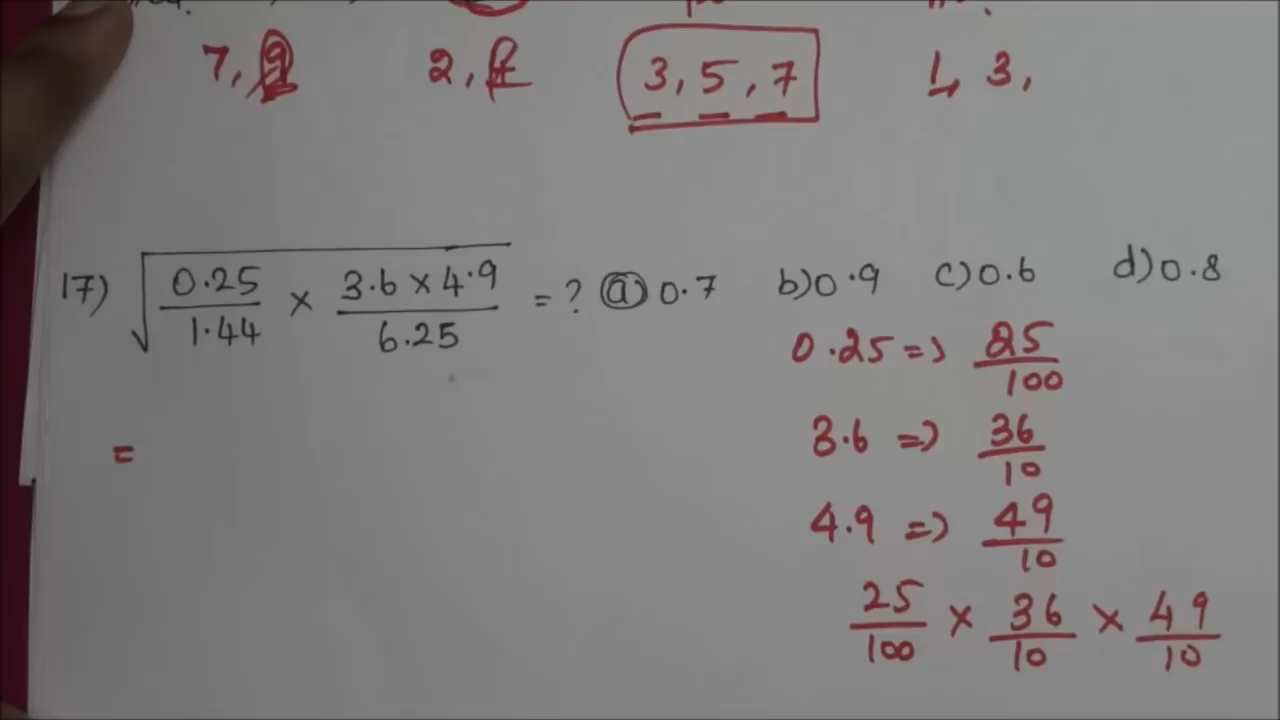 7, 9 2, 4 3, 5, 7 1, 3,
17) √(0.25/1.44 × 3.6 × 4.9/6.25) = ? a) 0.7 b) 0.9 c) 0.6 d) 0.8
0.25 => 25/100
3.6 => 36/10
=
4.9 => 49/10
25/100 × 36/10 × 49/10